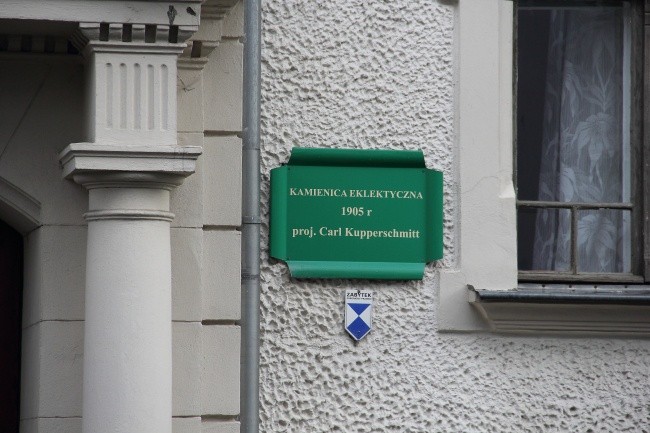 KAMIENICA EKLEKTYCZNA
1905 r
proj. Carl Kupperschmitt
ZABYTEK